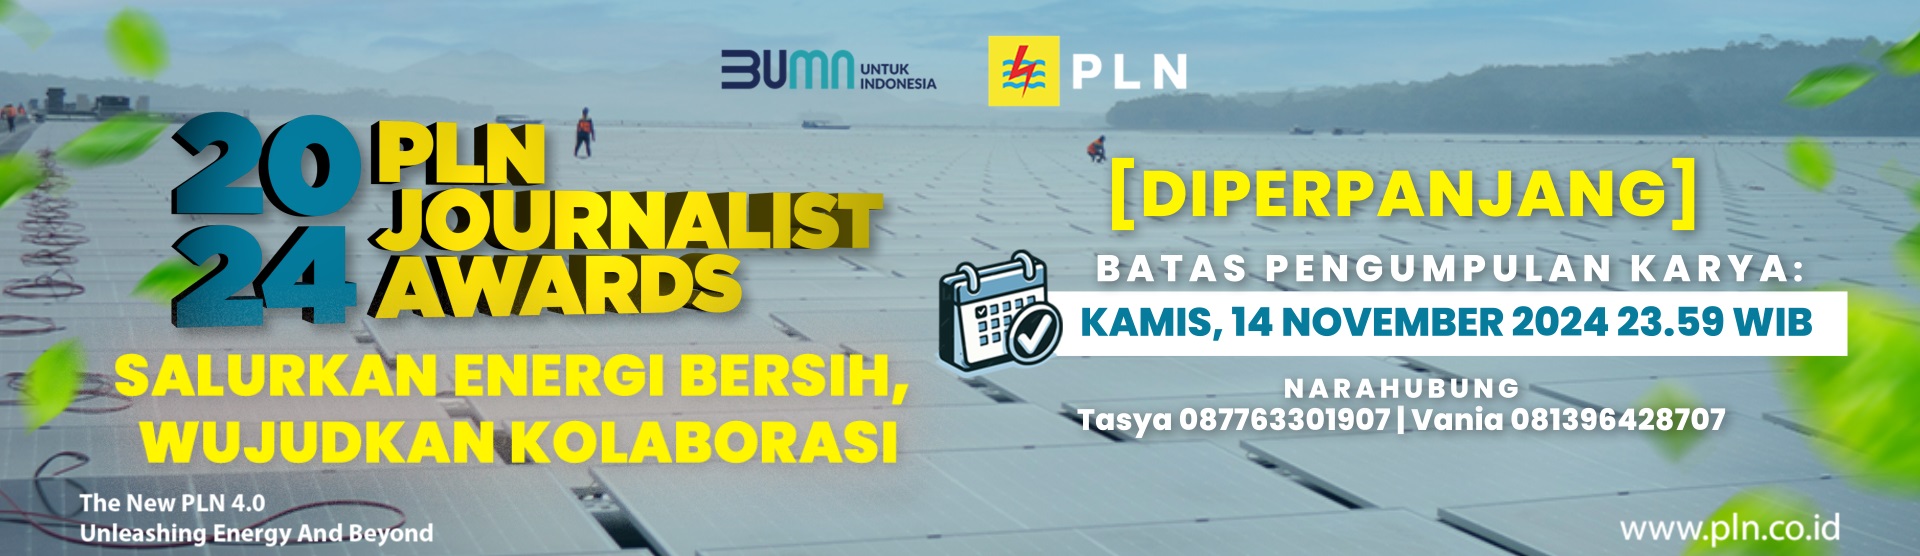 BUMN UNTUK
INDONESIA
PLN
2024 PLN
JOURNALIST
AWARDS
SALURKAN ENERGI BERSIH,
WUJUDKAN KOLABORASI
The New PLN 4.0
Unleashing Energy And Beyond
[DIPERPANJANG]
BATAS PENGUMPULAN KARYA:
KAMIS, 14 NOVEMBER 2024 23.59 WIB
NARAHUBUNG
Tasya 087763301907 | Vania 081396428707
www.pln.co.id